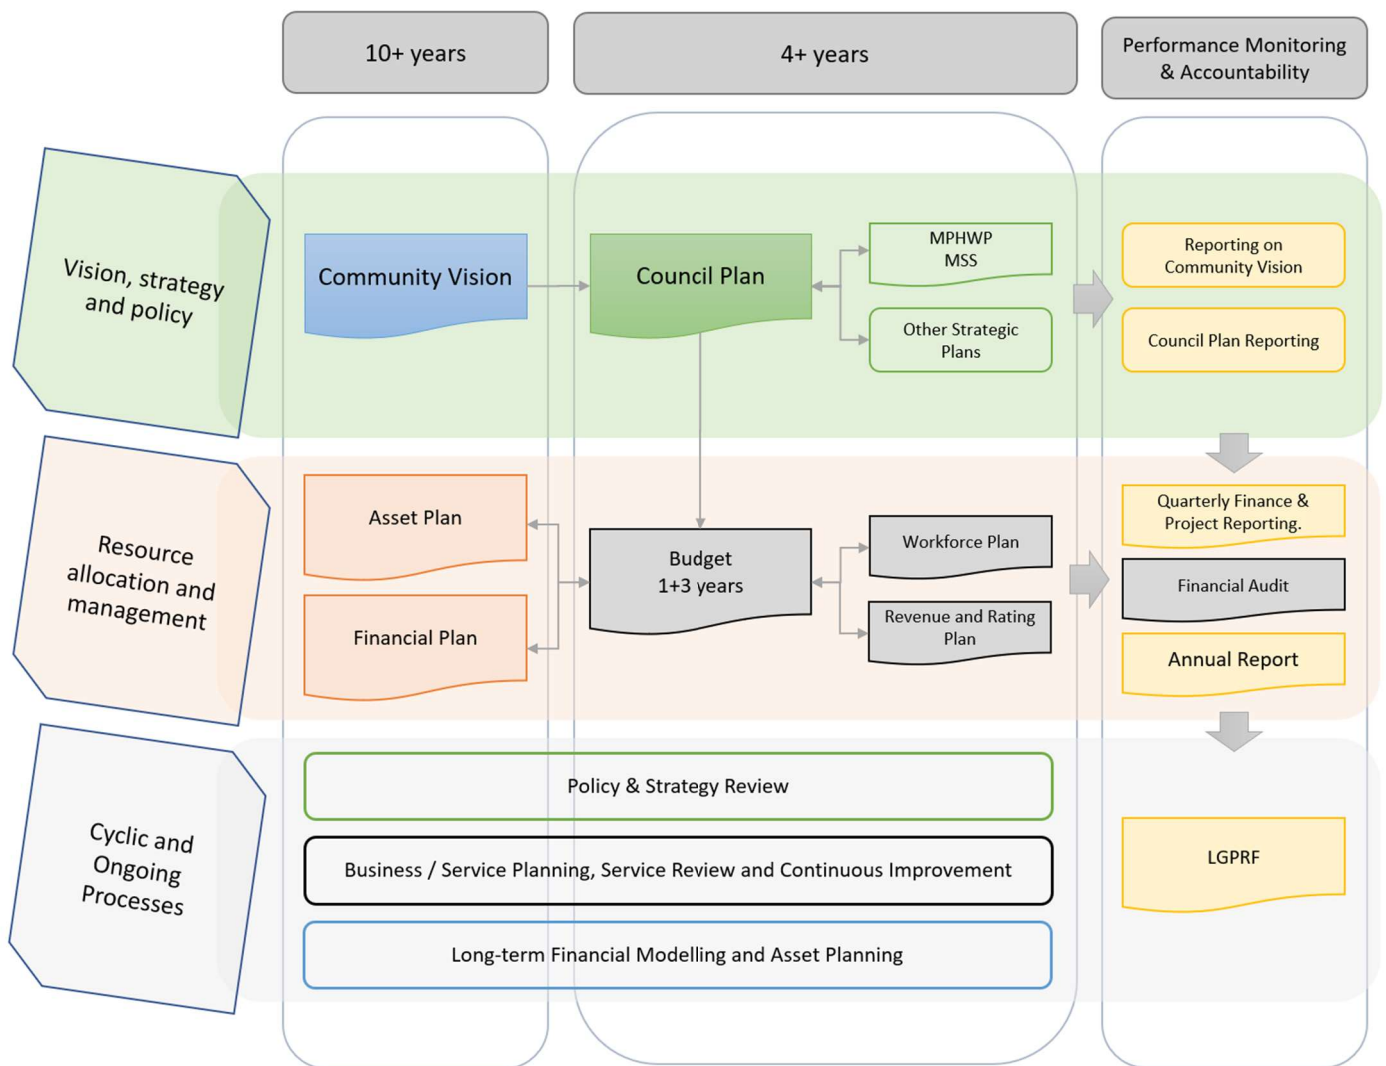 10+ years
4+ years
Performance Monitoring
& Accountability
Vision, strategy
and policy
Community Vision
Council Plan
MPHWP
MSS
Other Strategic
Plans
Reporting on
Community Vision
Council Plan Reporting
Resource
allocation and
management
Asset Plan
Financial Plan
Budget
1+3 years
Workforce Plan
Revenue and Rating
Plan
Quarterly Finance &
Project Reporting.
Financial Audit
Annual Report
Cyclic and
Ongoing
Processes
Policy & Strategy Review
Business / Service Planning, Service Review and Continuous Improvement
Long-term Financial Modelling and Asset Planning
LGPRF